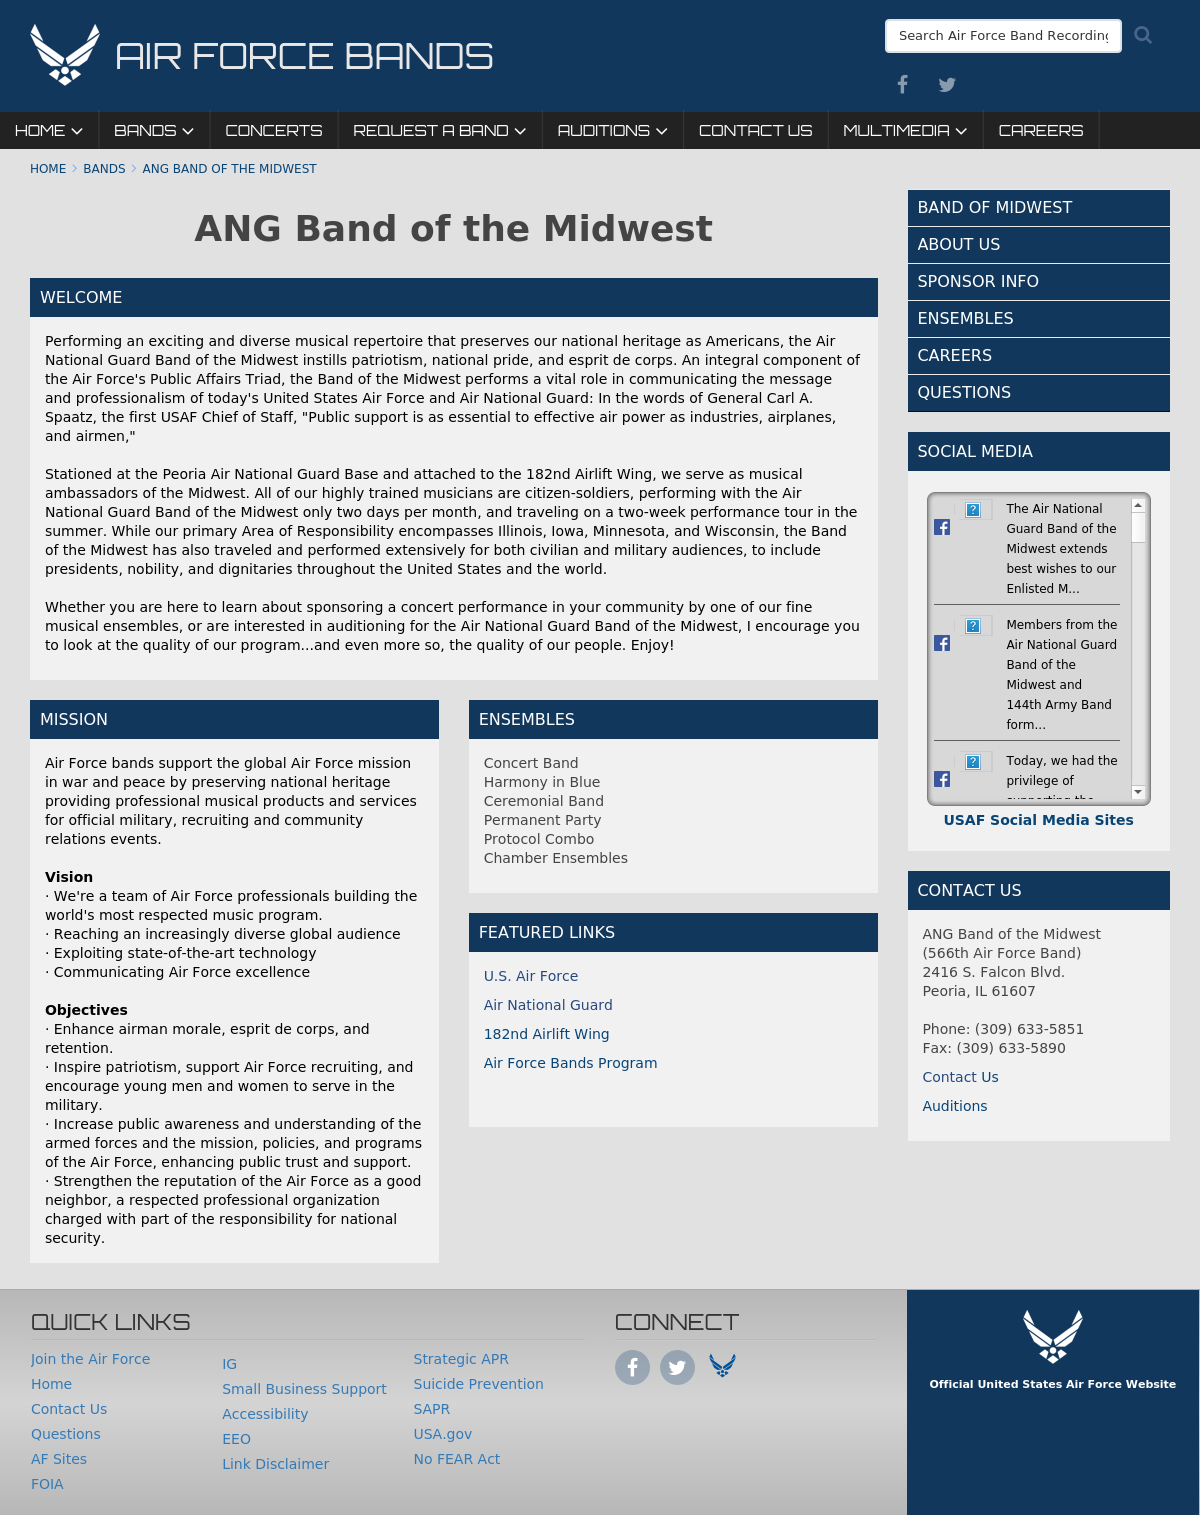 AIR FORCE BANDS
Search Air Force Band Recording
HOME
BANDS
CONCERTS
REQUEST A BAND
AUDITIONS
CONTACT US
MULTIMEDIA
CAREERS
HOME > BANDS > ANG BAND OF THE MIDWEST
ANG Band of the Midwest
WELCOME
Performing an exciting and diverse musical repertoire that preserves our national heritage as Americans, the Air
National Guard Band of the Midwest instills patriotism, national pride, and esprit de corps. An integral component of
the Air Force's Public Affairs Triad, the Band of the Midwest performs a vital role in communicating the message
and professionalism of today's United States Air Force and Air National Guard: In the words of General Carl A.
Spaatz, the first USAF Chief of Staff, "Public support is as essential to effective air power as industries, airplanes,
and airmen,"
Stationed at the Peoria Air National Guard Base and attached to the 182nd Airlift Wing, we serve as musical
ambassadors of the Midwest. All of our highly trained musicians are citizen-soldiers, performing with the Air
National Guard Band of the Midwest only two days per month, and traveling on a two-week performance tour in the
summer. While our primary Area of Responsibility encompasses Illinois, Iowa, Minnesota, and Wisconsin, the Band
of the Midwest has also traveled and performed extensively for both civilian and military audiences, to include
presidents, nobility, and dignitaries throughout the United States and the world.
Whether you are here to learn about sponsoring a concert performance in your community by one of our fine
musical ensembles, or are interested in auditioning for the Air National Guard Band of the Midwest, I encourage you
to look at the quality of our program...and even more so, the quality of our people. Enjoy!
MISSION
Air Force bands support the global Air Force mission
in war and peace by preserving national heritage
providing professional musical products and services
for official military, recruiting and community
relations events.
Vision
· We're a team of Air Force professionals building the
world's most respected music program.
· Reaching an increasingly diverse global audience
· Exploiting state-of-the-art technology
· Communicating Air Force excellence
Objectives
· Enhance airman morale, esprit de corps, and
retention.
· Inspire patriotism, support Air Force recruiting, and
encourage young men and women to serve in the
military.
· Increase public awareness and understanding of the
armed forces and the mission, policies, and programs
of the Air Force, enhancing public trust and support.
· Strengthen the reputation of the Air Force as a good
neighbor, a respected professional organization
charged with part of the responsibility for national
security.
ENSEMBLES
Concert Band
Harmony in Blue
Ceremonial Band
Permanent Party
Protocol Combo
Chamber Ensembles
FEATURED LINKS
U.S. Air Force
Air National Guard
182nd Airlift Wing
Air Force Bands Program
BAND OF MIDWEST
ABOUT US
SPONSOR INFO
ENSEMBLES
CAREERS
QUESTIONS
SOCIAL MEDIA
The Air National
Guard Band of the
Midwest extends
best wishes to our
Enlisted M...
Members from the
Air National Guard
Band of the
Midwest and
144th Army Band
form...
Today, we had the
privilege of
supporting the
USAF Social Media Sites
CONTACT US
ANG Band of the Midwest
(566th Air Force Band)
2416 S. Falcon Blvd.
Peoria, IL 61607
Phone: (309) 633-5851
Fax: (309) 633-5890
Contact Us
Auditions
QUICK LINKS
Join the Air Force
Home
Contact Us
Questions
AF Sites
FOIA
IG
Small Business Support
Accessibility
EEO
Link Disclaimer
Strategic APR
Suicide Prevention
SAPR
USA.gov
No FEAR Act
CONNECT
Official United States Air Force Website